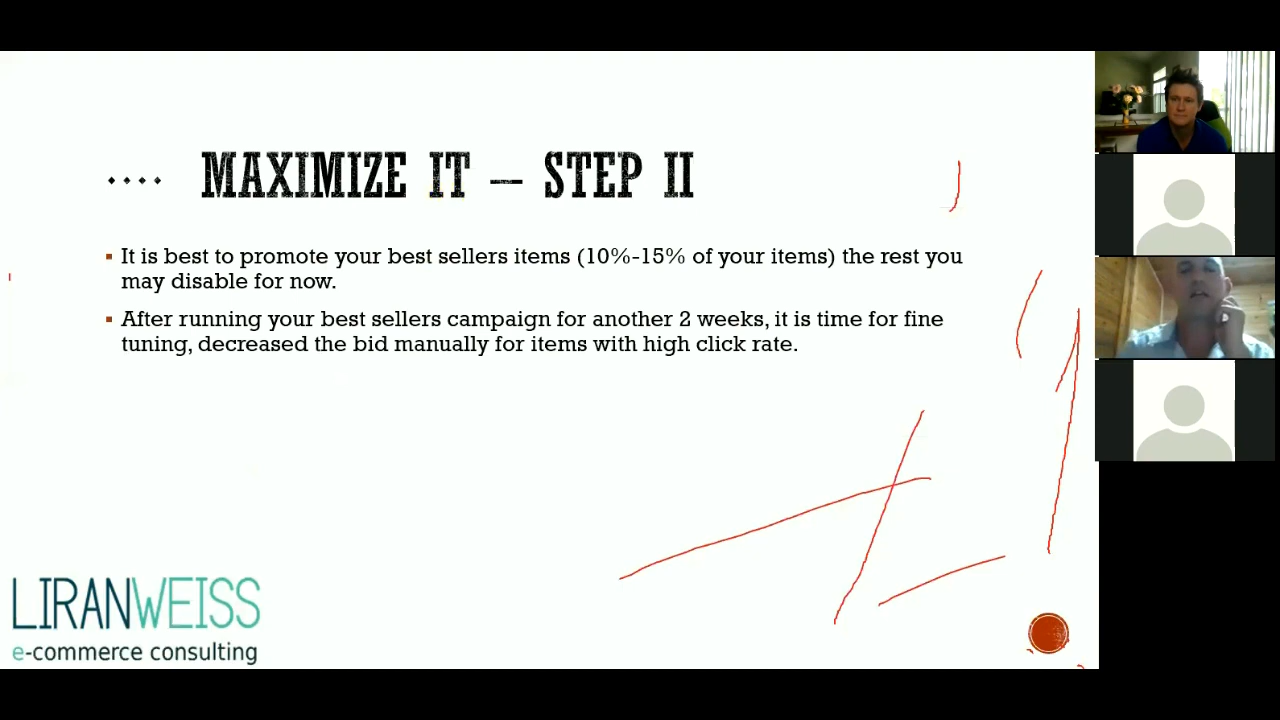 .... MAXIMIZE IT – STEP II
▪ It is best to promote your best sellers items (10%-15% of your items) the rest you
may disable for now.
▪ After running your best sellers campaign for another 2 weeks, it is time for fine
tuning, decreased the bid manually for items with high click rate.
LIRANWEISS
e-commerce consulting